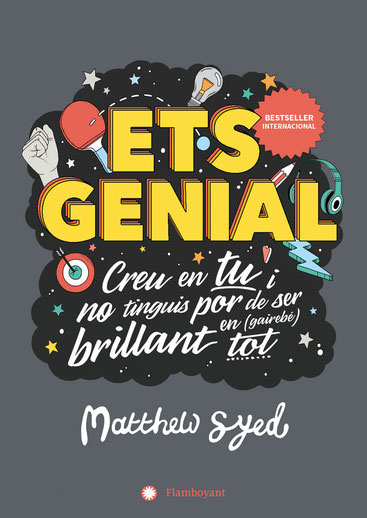 BESTSELLER
INTERNACIONAL
ETS
GENIAL
Creu en tu i
no tinguis por de ser
brillant en (gairebé)
tot
Matthew Syed
Flamboyant